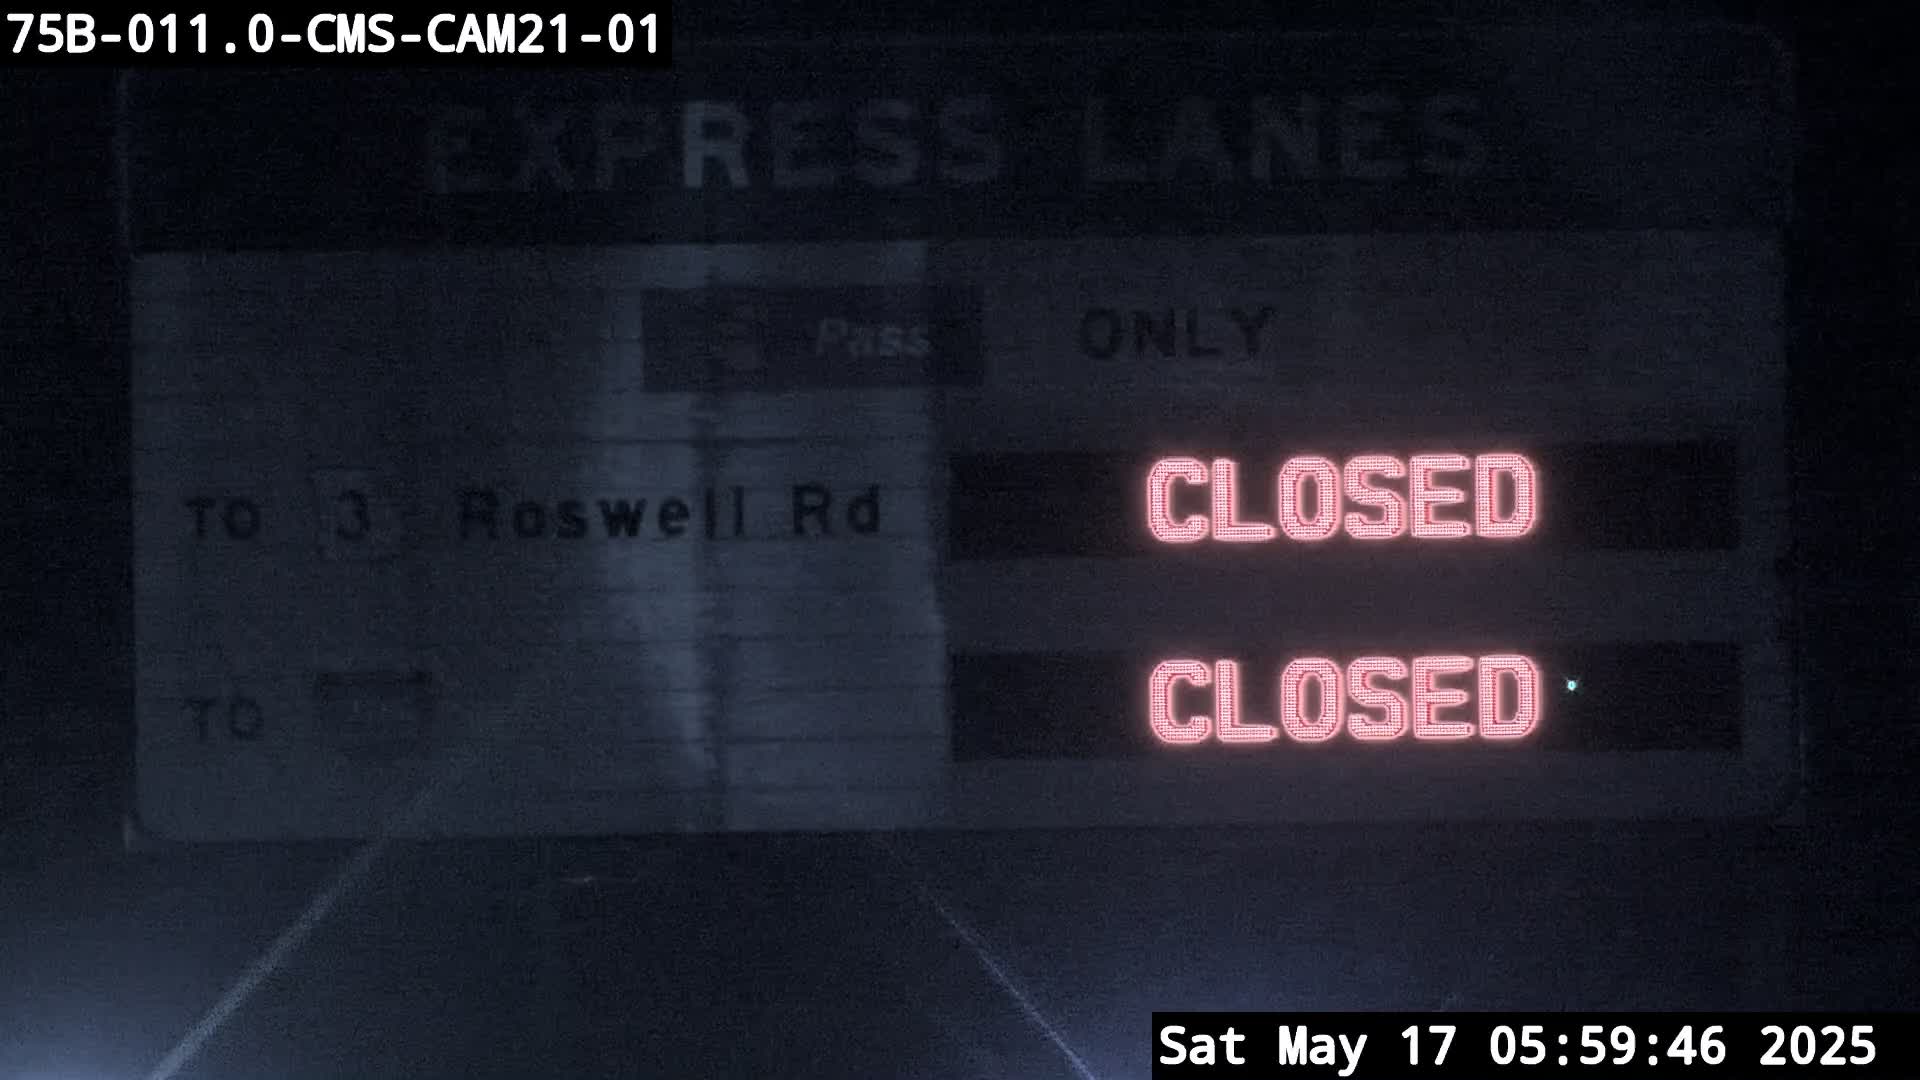 75B-011.0-CMS-CAM21-01
EXPRESS LANES
Pass ONLY
TO 3 Roswell Rd CLOSED
TO CLOSED
Sat May 17 05:59:46 2025